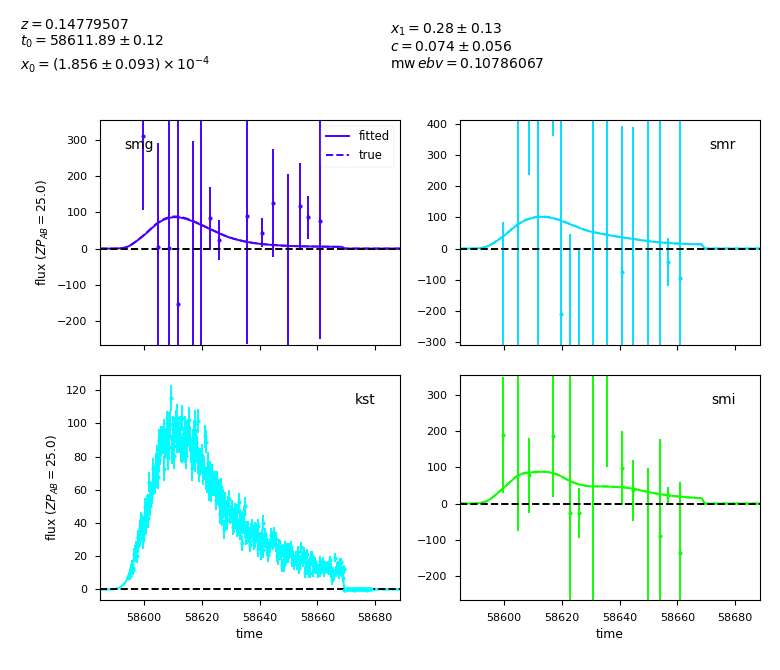 z = 0.14779507
t₀ = 58611.89 ± 0.12
x₀ = (1.856 ± 0.093) × 10⁻⁴
x₁ = 0.28 ± 0.13
c = 0.074 ± 0.056
mwebv = 0.10786067
smg
fitted
true
300
200
100
0
−100
−200
flux (ZP_AB = 25.0)
smr
400
300
200
100
0
−100
−200
−300
kst
120
100
80
60
40
20
0
flux (ZP_AB = 25.0)
58600 58620 58640 58660 58680
time
smi
300
200
100
0
−100
−200
58600 58620 58640 58660 58680
time